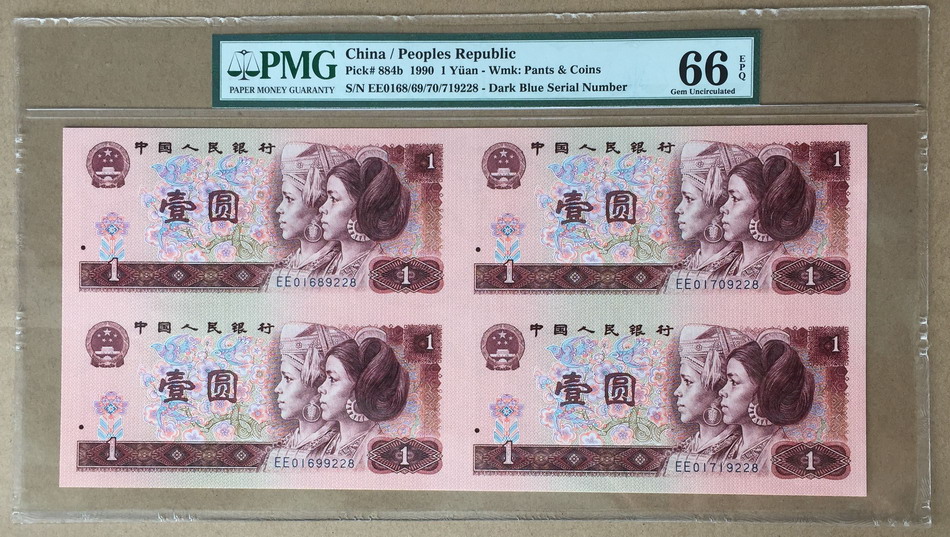 PMG
PAPER MONEY GUARANTY
China / Peoples Republic
Pick# 884b 1990 1 Yüan - Wmk: Pants & Coins
S/N EE0168/69/70/719228 - Dark Blue Serial Number
66 EPQ
Gem Uncirculated
中国人民银行
1
壹圆
1
EE01689228
1
中国人民银行
1
壹圆
1
EE01709228
1
中国人民银行
1
壹圆
1
EE01699228
1
中国人民银行
1
壹圆
1
EE01719228
1